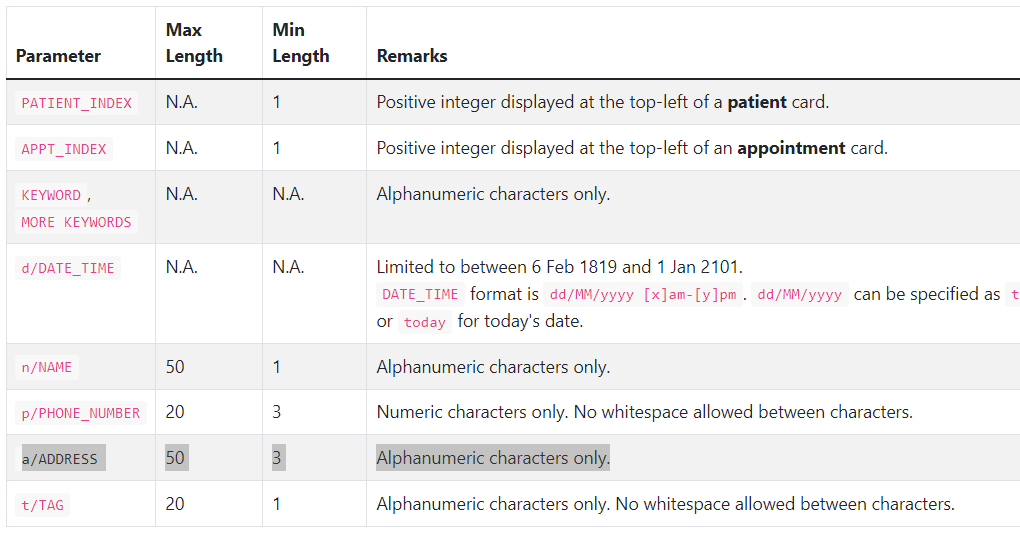 Parameter Max Length Min Length Remarks
PATIENT_INDEX N.A. 1 Positive integer displayed at the top-left of a patient card.
APPT_INDEX N.A. 1 Positive integer displayed at the top-left of an appointment card.
KEYWORD, N.A. N.A. Alphanumeric characters only.
MORE KEYWORDS
d/DATE_TIME N.A. N.A. Limited to between 6 Feb 1819 and 1 Jan 2101.
DATE_TIME format is dd/MM/yyyy [x]am-[y]pm . dd/MM/yyyy can be specified as t
or today for today's date.
n/NAME 50 1 Alphanumeric characters only.
p/PHONE_NUMBER 20 3 Numeric characters only. No whitespace allowed between characters.
a/ADDRESS 50 3 Alphanumeric characters only.
t/TAG 20 1 Alphanumeric characters only. No whitespace allowed between characters.